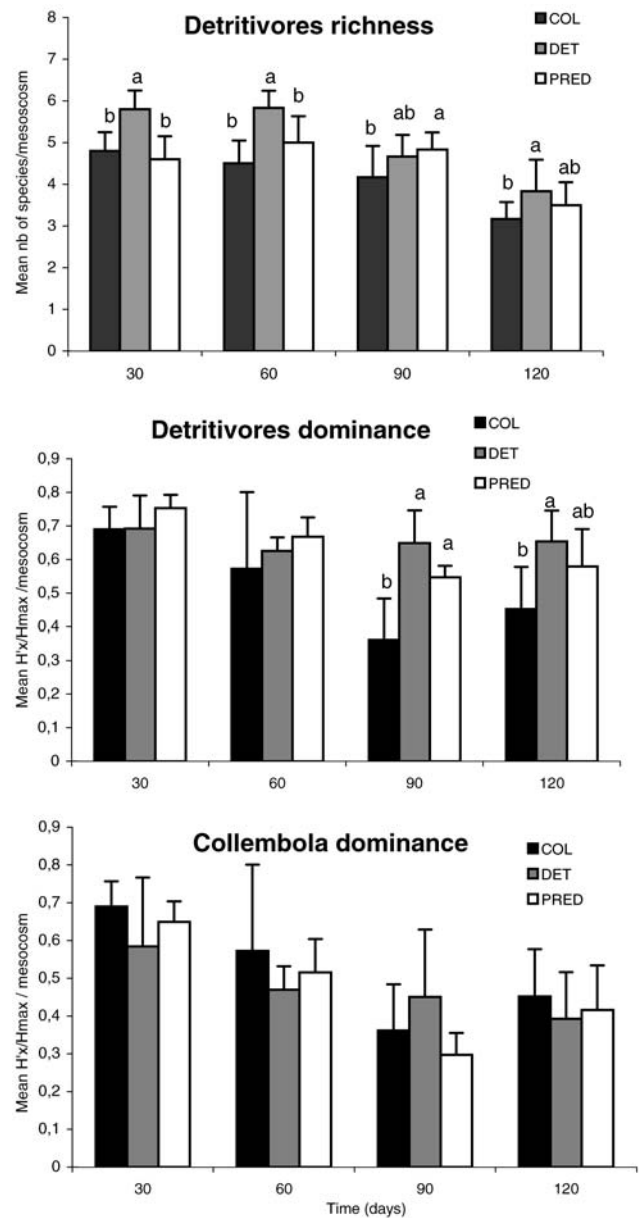 Detritivores richness
COL
DET
PRED
Mean nb of species/mesoscosm
8
7
6
5
4
3
2
1
0
b a b
b a b
b ab a
b a ab
30 60 90 120
Detritivores dominance
COL
DET
PRED
Mean H'x/Hmax /mesocosm
0,9
0,8
0,7
0,6
0,5
0,4
0,3
0,2
0,1
0
b a a
b a ab
30 60 90 120
Collembola dominance
COL
DET
PRED
Mean H'x/Hmax / mesocosm
0,9
0,8
0,7
0,6
0,5
0,4
0,3
0,2
0,1
0
30 60 90 120
Time (days)